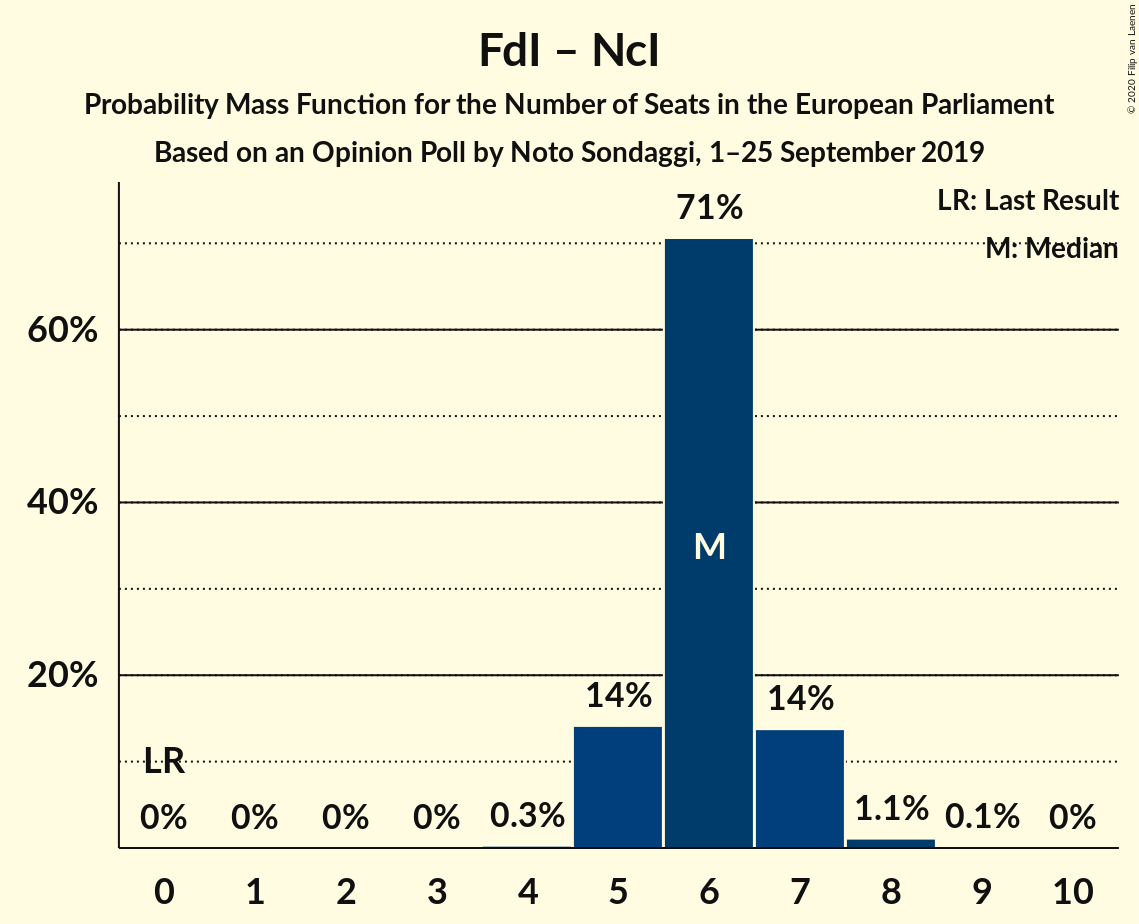 FdI – NcI
Probability Mass Function for the Number of Seats in the European Parliament
Based on an Opinion Poll by Noto Sondaggi, 1–25 September 2019
© 2020 Filip van Laenen
LR: Last Result
M: Median
71%
60%
40%
M
20%
14%
14%
LR
0%
0%
0%
0%
0.3%
1.1%
0.1%
0%
0 1 2 3 4 5 6 7 8 9 10